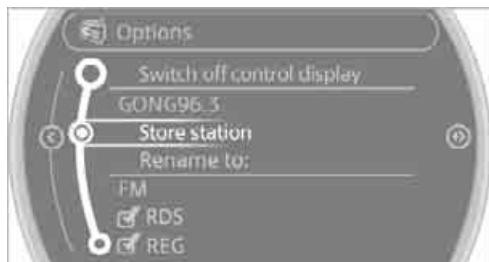 Options
Switch off control display
GONG96.3
Store station
Rename to:
FM
RDS
REG